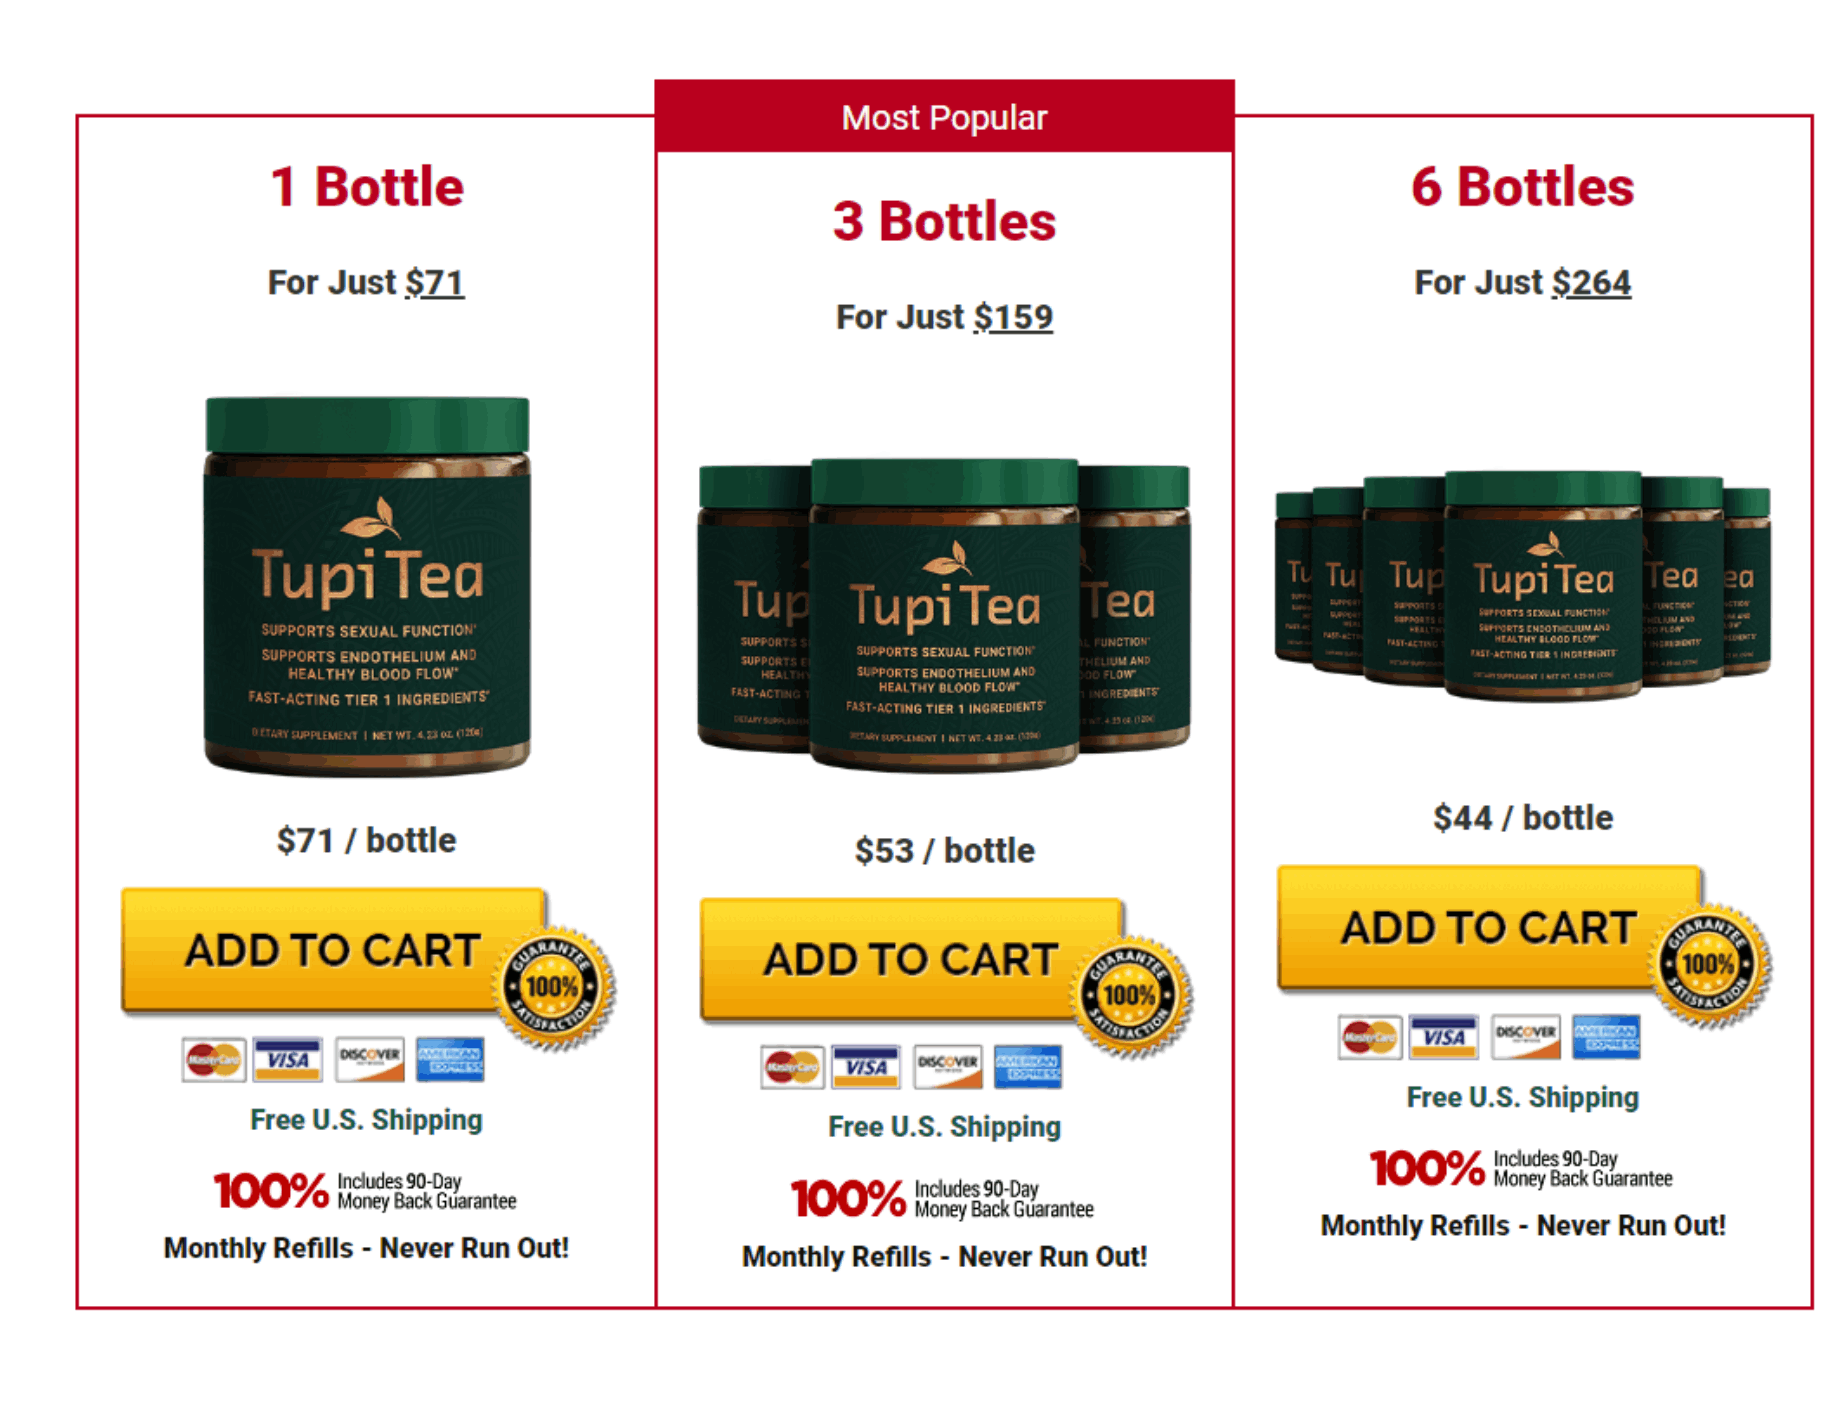 1 Bottle
For Just $71
TupiTea
SUPPORTS SEXUAL FUNCTION*
SUPPORTS ENDOTHELIUM AND
HEALTHY BLOOD FLOW*
FAST-ACTING TIER 1 INGREDIENTS*
DIETARY SUPPLEMENT | NET WT. 4.23 oz. (120g)
$71 / bottle
ADD TO CART
GUARANTEE
100%
SATISFACTION
MasterCard VISA DISCOVER AMERICAN EXPRESS
Free U.S. Shipping
100% Includes 90-Day
Money Back Guarantee
Monthly Refills - Never Run Out!
Most Popular
3 Bottles
For Just $159
Tup TupiTea Tea
SUPPORTS SEXUAL FUNCTION*
SUPPORTS ENDOTHELIUM AND
HEALTHY BLOOD FLOW*
FAST-ACTING TIER 1 INGREDIENTS*
DIETARY SUPPLEMENT | NET WT. 4.23 oz. (120g)
$53 / bottle
ADD TO CART
GUARANTEE
100%
SATISFACTION
MasterCard VISA DISCOVER AMERICAN EXPRESS
Free U.S. Shipping
100% Includes 90-Day
Money Back Guarantee
Monthly Refills - Never Run Out!
6 Bottles
For Just $264
Tu Tu Tup TupiTea Tea ea
SUPPORTS SEXUAL FUNCTION*
SUPPORTS ENDOTHELIUM AND
HEALTHY BLOOD FLOW*
FAST-ACTING TIER 1 INGREDIENTS*
DIETARY SUPPLEMENT | NET WT. 4.23 oz. (120g)
$44 / bottle
ADD TO CART
GUARANTEE
100%
SATISFACTION
MasterCard VISA DISCOVER AMERICAN EXPRESS
Free U.S. Shipping
100% Includes 90-Day
Money Back Guarantee
Monthly Refills - Never Run Out!